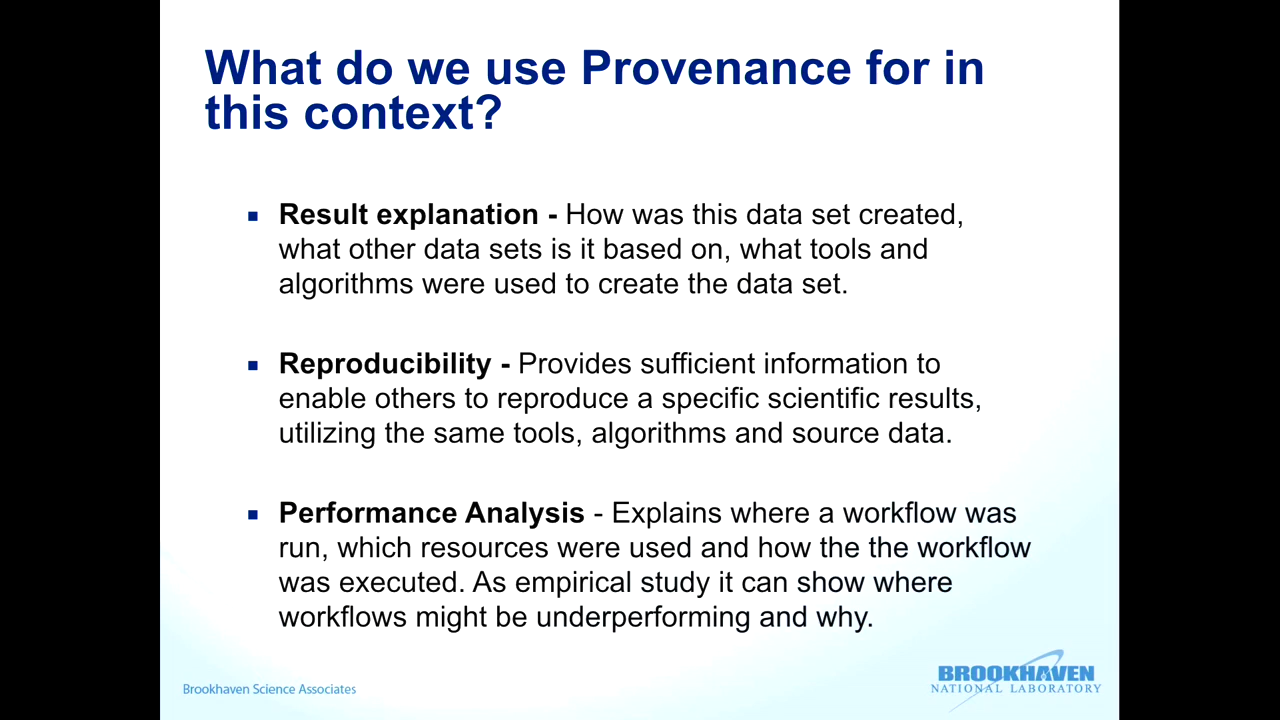 What do we use Provenance for in
this context?
Result explanation - How was this data set created,
what other data sets is it based on, what tools and
algorithms were used to create the data set.
Reproducibility - Provides sufficient information to
enable others to reproduce a specific scientific results,
utilizing the same tools, algorithms and source data.
Performance Analysis - Explains where a workflow was
run, which resources were used and how the the workflow
was executed. As empirical study it can show where
workflows might be underperforming and why.
Brookhaven Science Associates
BROOKHAVEN
NATIONAL LABORATORY